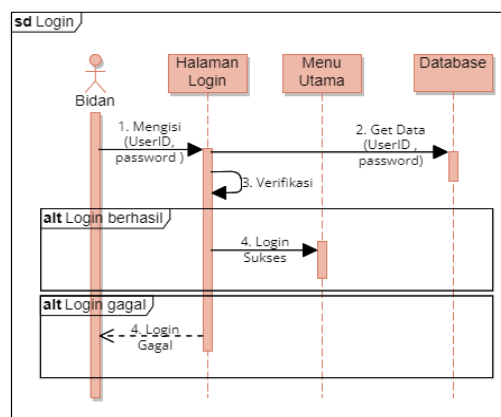 sd Login
Halaman
Login
Menu
Utama
Database
Bidan
1. Mengisi
(UserID,
password )
2. Get Data
(UserID ,
password)
3. Verifikasi
alt Login berhasil
4. Login
Sukses
alt Login gagal
4. Login
Gagal